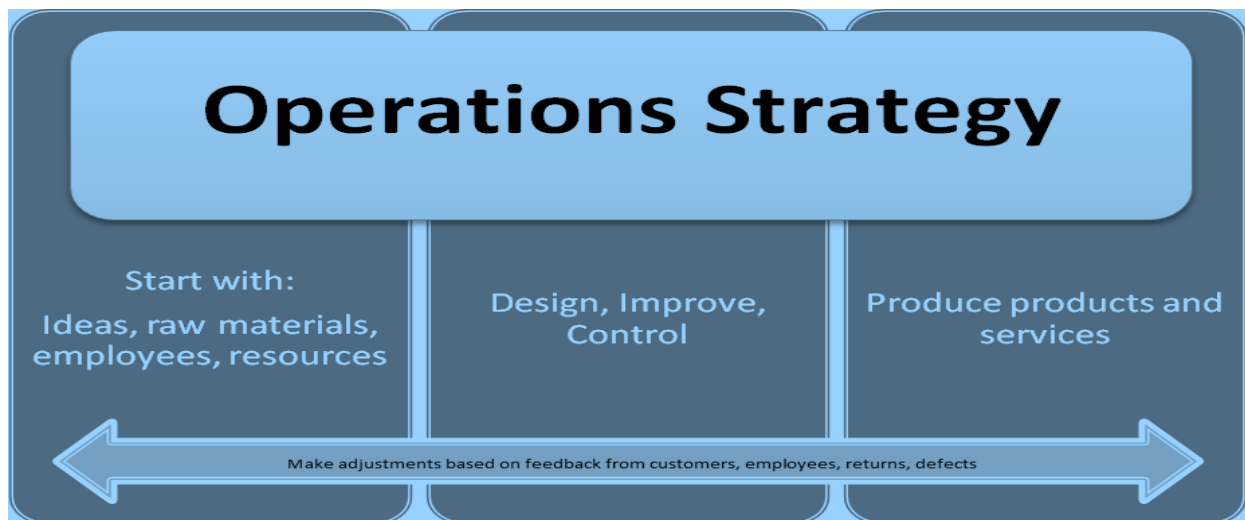 Operations Strategy
Start with:
Ideas, raw materials,
employees, resources
Design, Improve,
Control
Produce products and
services
Make adjustments based on feedback from customers, employees, returns, defects